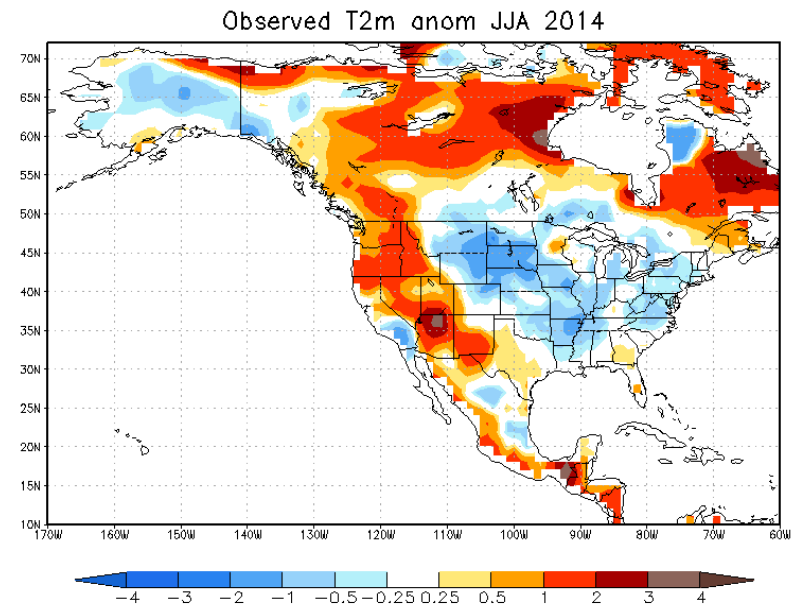 Observed T2m anom JJA 2014
70N
65N
60N
55N
50N
45N
40N
35N
30N
25N
20N
15N
10N
170W 160W 150W 140W 130W 120W 110W 100W 90W 80W 70W 60W
-4 -3 -2 -1 -0.5 -0.25 0.25 0.5 1 2 3 4